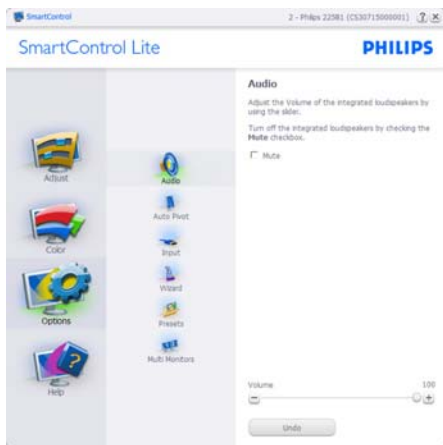 SmartControl
2 - Philips 225B1 (CS30715000001)
SmartControl Lite
PHILIPS
Adjust
Color
Options
Help
Audio
Auto Pivot
Input
Wizard
Presets
Multi Monitors
Audio
Adjust the Volume of the integrated loudspeakers by
using the slider.
Turn off the integrated loudspeakers by checking the
Mute checkbox.
Mute
Volume 100
Undo